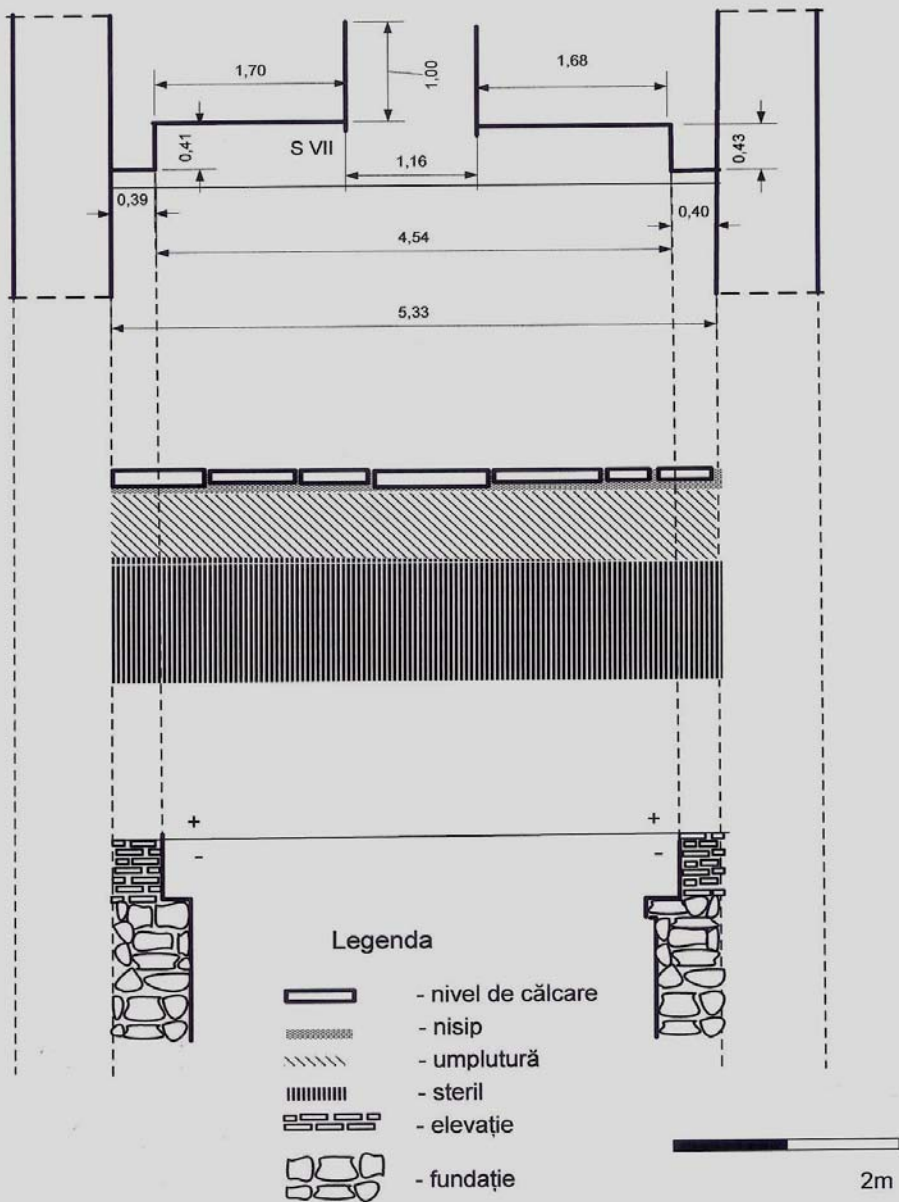 1,70
1,00
1,68
0,41
S VII
1,16
0,43
0,39
0,40
4,54
5,33
+ +
- -
Legenda
- nivel de călcare
- nisip
- umplutură
- steril
- elevație
- fundație
2m